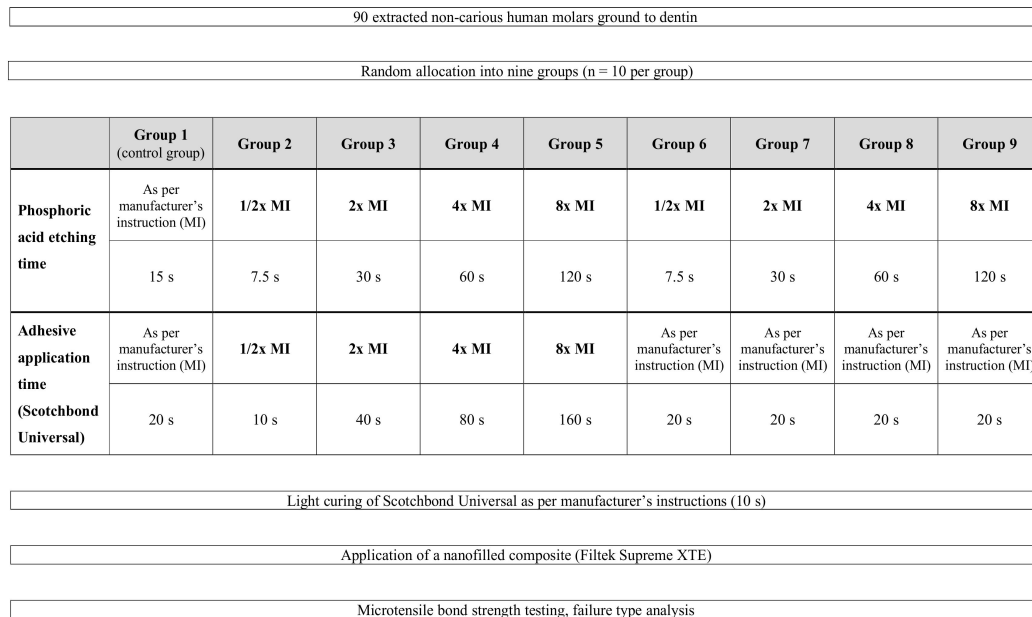 90 extracted non-carious human molars ground to dentin
Random allocation into nine groups (n = 10 per group)
Group 1
(control group)
Group 2
Group 3
Group 4
Group 5
Group 6
Group 7
Group 8
Group 9
Phosphoric
acid etching
time
As per
manufacturer’s
instruction (MI)
1/2x MI
2x MI
4x MI
8x MI
1/2x MI
2x MI
4x MI
8x MI
15 s
7.5 s
30 s
60 s
120 s
7.5 s
30 s
60 s
120 s
Adhesive
application
time
(Scotchbond
Universal)
As per
manufacturer’s
instruction (MI)
1/2x MI
2x MI
4x MI
8x MI
As per
manufacturer’s
instruction (MI)
As per
manufacturer’s
instruction (MI)
As per
manufacturer’s
instruction (MI)
As per
manufacturer’s
instruction (MI)
20 s
10 s
40 s
80 s
160 s
20 s
20 s
20 s
20 s
Light curing of Scotchbond Universal as per manufacturer’s instructions (10 s)
Application of a nanofilled composite (Filtek Supreme XTE)
Microtensile bond strength testing, failure type analysis